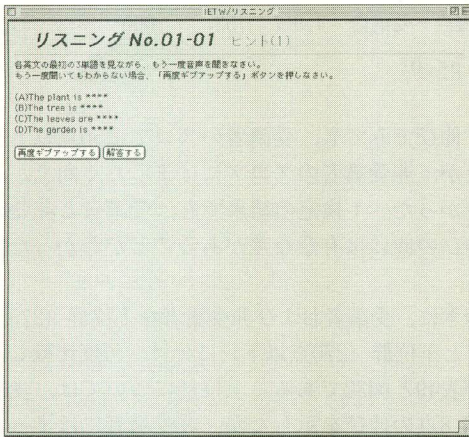 IETW/リスニング
リスニング No.01-01 ヒント(1)
各英文の最初の3単語を見ながら、もう一度音声を聞きなさい。
もう一度聞いてもわからない場合、「再度ギブアップする」ボタンを押しなさい。
(A)The plant is ****
(B)The tree is ****
(C)The leaves are ****
(D)The garden is ****
再度ギブアップする 解答する